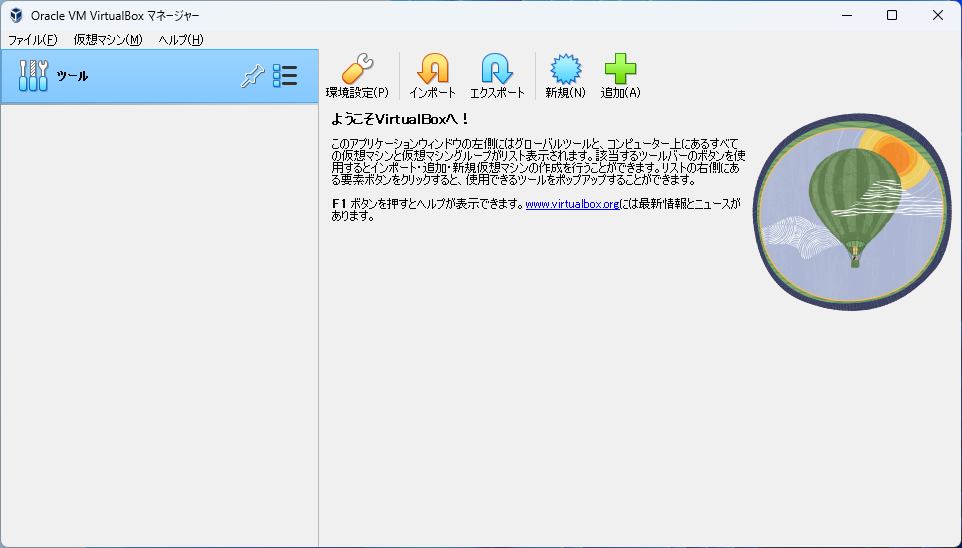 Oracle VM VirtualBox マネージャー
ファイル(F) 仮想マシン(M) ヘルプ(H)
ツール
環境設定(P) インポート エクスポート 新規(N) 追加(A)
ようこそVirtualBoxへ！
このアプリケーションウィンドウの左側にはグローバルツールと、コンピューター上にあるすべて
の仮想マシンと仮想マシングループがリスト表示されます。該当するツールバーのボタンを使
用するとインポート・追加・新規仮想マシンの作成を行うことができます。リストの右側にあ
る要素ボタンをクリックすると、使用できるツールをポップアップすることができます。
F1 ボタンを押すとヘルプが表示できます。www.virtualbox.orgには最新情報とニュースが
あります。